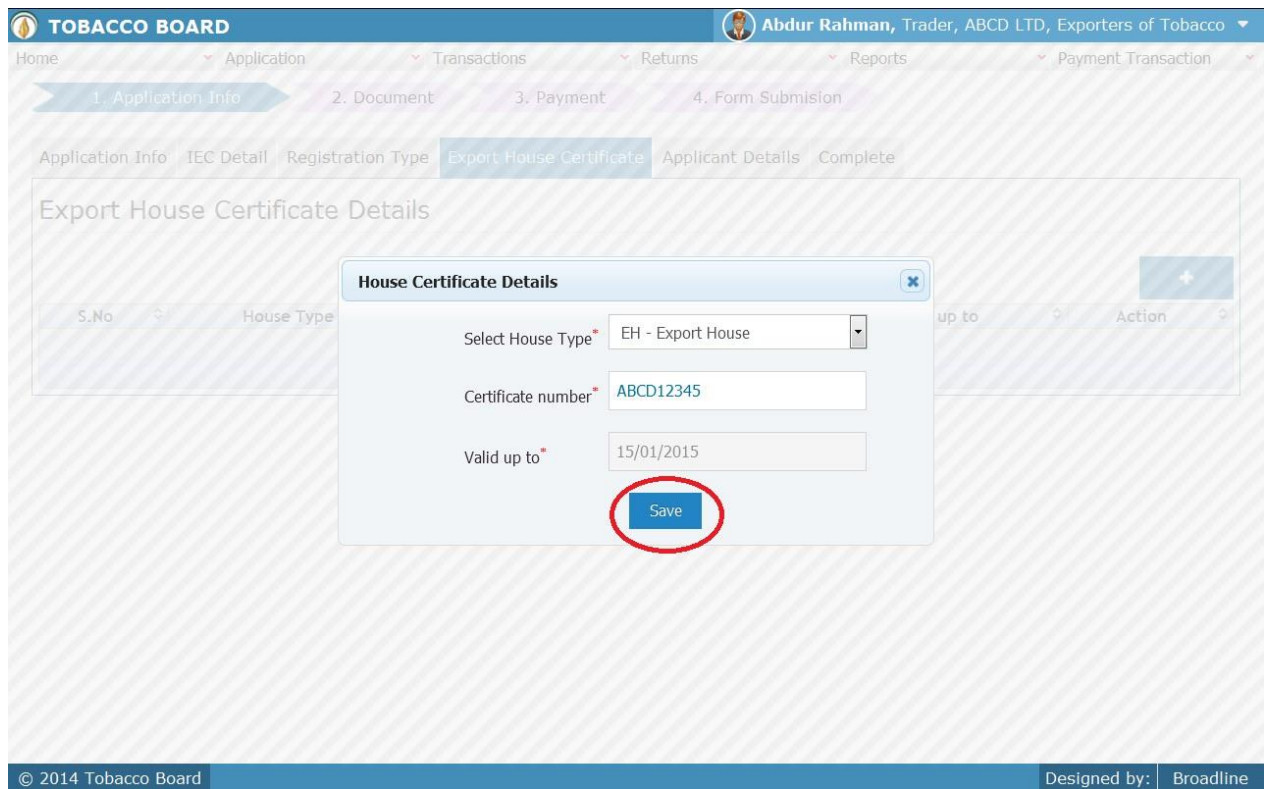 TOBACCO BOARD
Abdur Rahman, Trader, ABCD LTD, Exporters of Tobacco
Home Application Transactions Returns Reports Payment Transaction
1. Application Info 2. Document 3. Payment 4. Form Submision
Application Info IEC Detail Registration Type Export House Certificate Applicant Details Complete
Export House Certificate Details
House Certificate Details
S.No House Type up to Action
Select House Type* EH - Export House
Certificate number* ABCD12345
Valid up to* 15/01/2015
Save
© 2014 Tobacco Board Designed by: Broadline